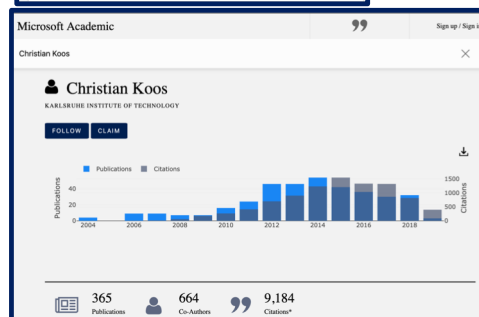 Microsoft Academic
Sign up / Sign i
Christian Koos
Christian Koos
KARLSRUHE INSTITUTE OF TECHNOLOGY
FOLLOW CLAIM
Publications Citations
Publications
40
20
0
1500
1000
500
0
Citations
2004 2006 2008 2010 2012 2014 2016 2018
365 664 9,184
Publications Co-Authors Citations*